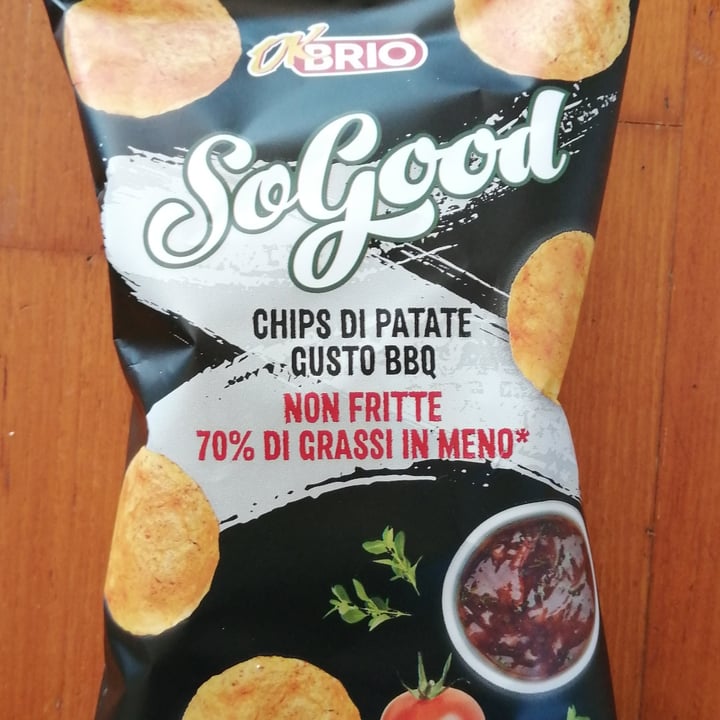 OK BRIO
SoGood
CHIPS DI PATATE
GUSTO BBQ
NON FRITTE
70% DI GRASSI IN MENO*